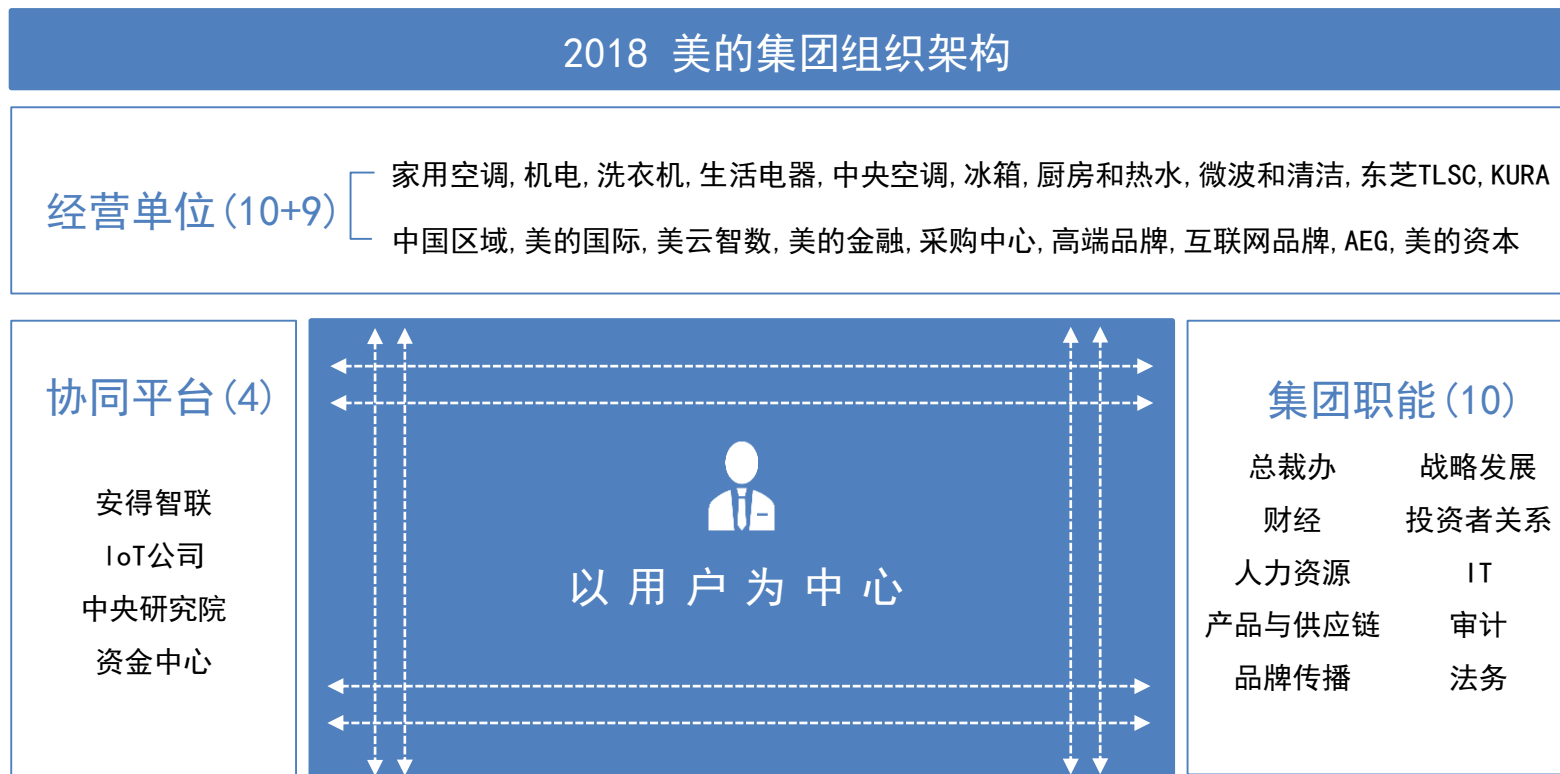 2018 美的集团组织架构
经营单位(10+9)
家用空调,机电,洗衣机,生活电器,中央空调,冰箱,厨房和热水,微波和清洁,东芝TLSC,KURA
中国区域,美的国际,美云智数,美的金融,采购中心,高端品牌,互联网品牌,AEG,美的资本
协同平台(4)
安得智联
IoT公司
中央研究院
资金中心
以用户为中心
集团职能(10)
总裁办 战略发展
财经 投资者关系
人力资源 IT
产品与供应链 审计
品牌传播 法务